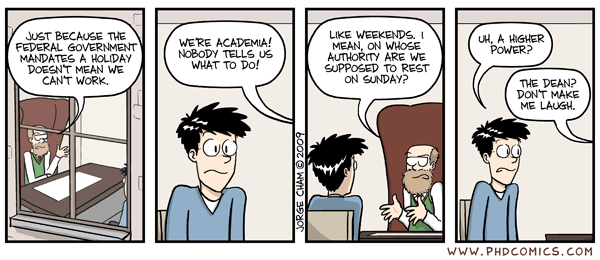 JUST BECAUSE THE
FEDERAL GOVERNMENT
MANDATES A HOLIDAY
DOESN'T MEAN WE
CAN'T WORK.
WE'RE ACADEMIA!
NOBODY TELLS US
WHAT TO DO!
JORGE CHAM © 2009
LIKE WEEKENDS. I
MEAN, ON WHOSE
AUTHORITY ARE WE
SUPPOSED TO REST
ON SUNDAY?
UH, A HIGHER
POWER?
THE DEAN?
DON'T MAKE
ME LAUGH.
WWW.PHDCOMICS.COM